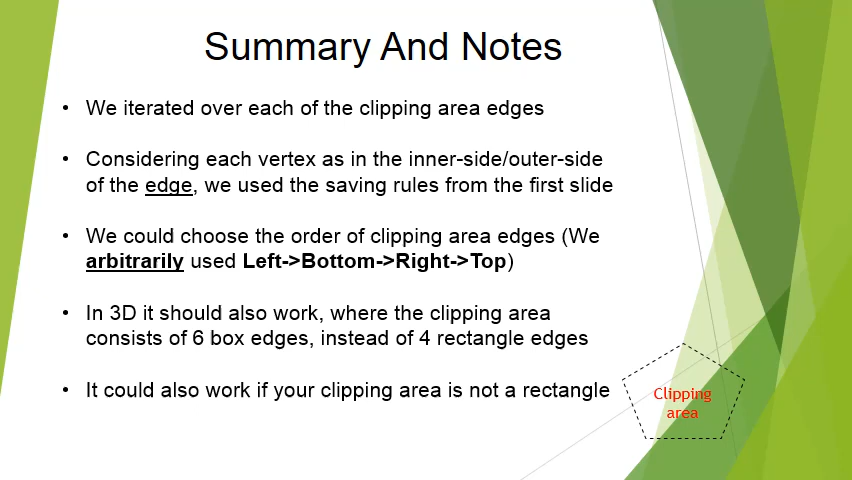 Summary And Notes
• We iterated over each of the clipping area edges
• Considering each vertex as in the inner-side/outer-side
of the edge, we used the saving rules from the first slide
• We could choose the order of clipping area edges (We
arbitrarily used Left->Bottom->Right->Top)
• In 3D it should also work, where the clipping area
consists of 6 box edges, instead of 4 rectangle edges
• It could also work if your clipping area is not a rectangle
Clipping
area